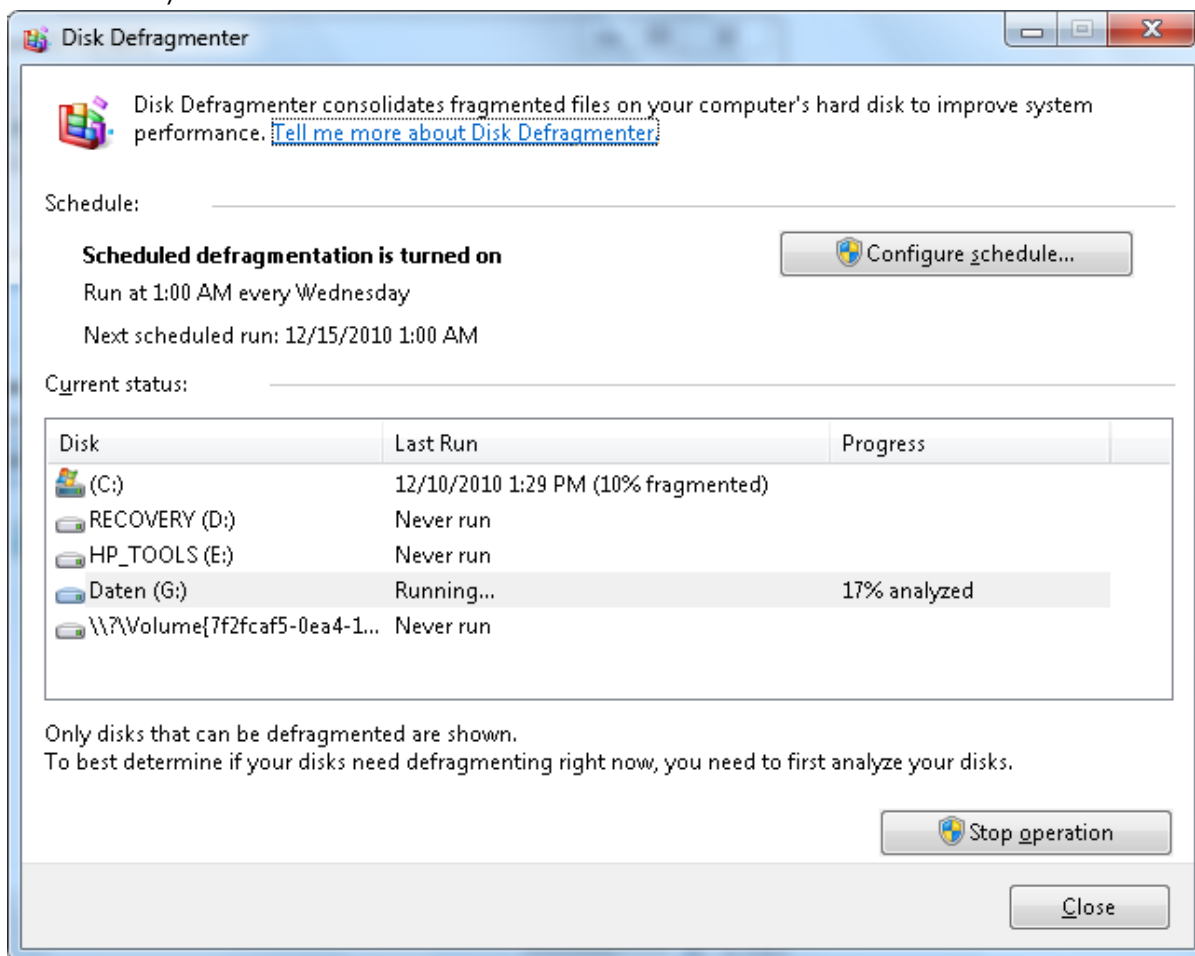 Disk Defragmenter
Disk Defragmenter consolidates fragmented files on your computer's hard disk to improve system
performance. Tell me more about Disk Defragmenter.
Schedule:
Scheduled defragmentation is turned on
Configure schedule...
Run at 1:00 AM every Wednesday
Next scheduled run: 12/15/2010 1:00 AM
Current status:
Disk Last Run Progress
(C:) 12/10/2010 1:29 PM (10% fragmented)
RECOVERY (D:) Never run
HP_TOOLS (E:) Never run
Daten (G:) Running... 17% analyzed
\\?\Volume{7f2fcaf5-0ea4-1... Never run
Only disks that can be defragmented are shown.
To best determine if your disks need defragmenting right now, you need to first analyze your disks.
Stop operation
Close